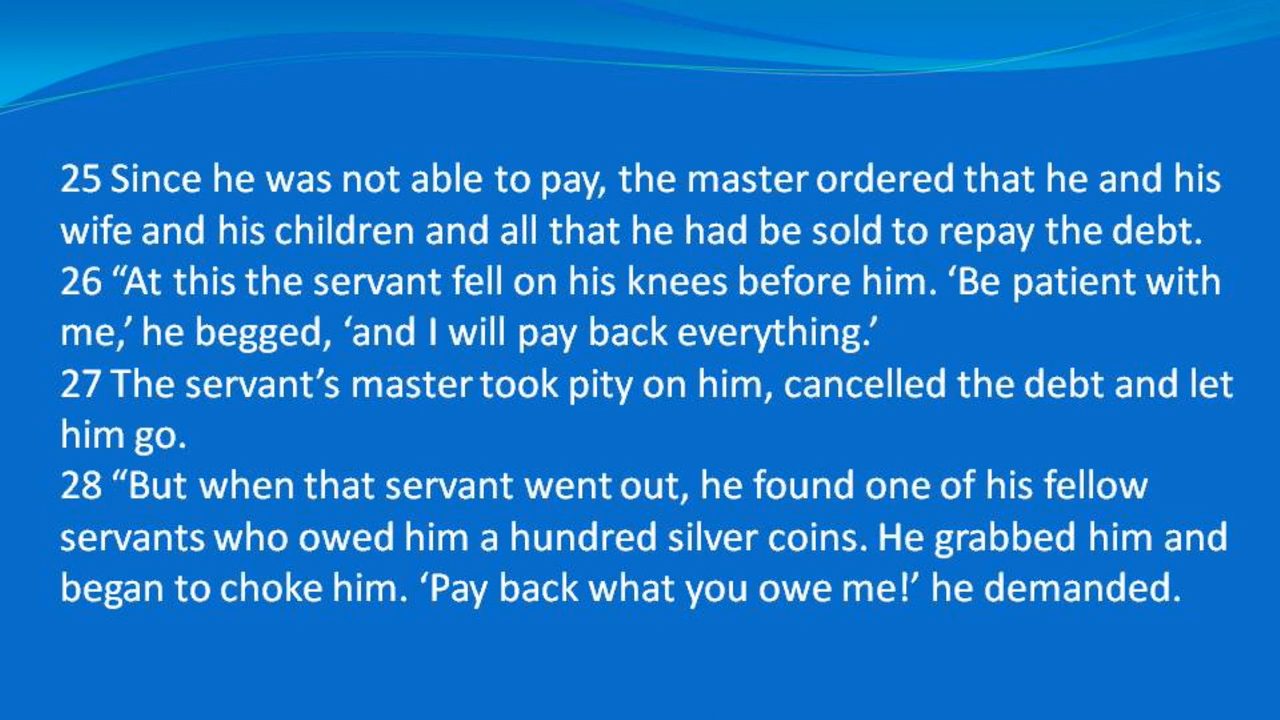 25 Since he was not able to pay, the master ordered that he and his
wife and his children and all that he had be sold to repay the debt.
26 “At this the servant fell on his knees before him. ‘Be patient with
me,’ he begged, ‘and I will pay back everything.’
27 The servant’s master took pity on him, cancelled the debt and let
him go.
28 “But when that servant went out, he found one of his fellow
servants who owed him a hundred silver coins. He grabbed him and
began to choke him. ‘Pay back what you owe me!’ he demanded.